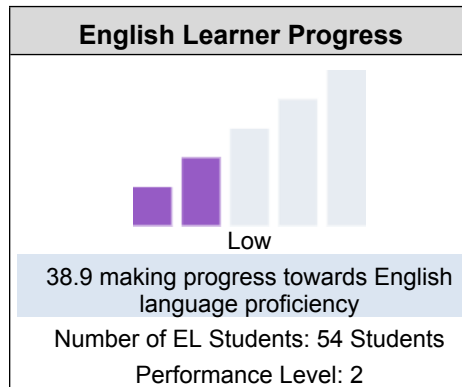 English Learner Progress
Low
38.9 making progress towards English
language proficiency
Number of EL Students: 54 Students
Performance Level: 2